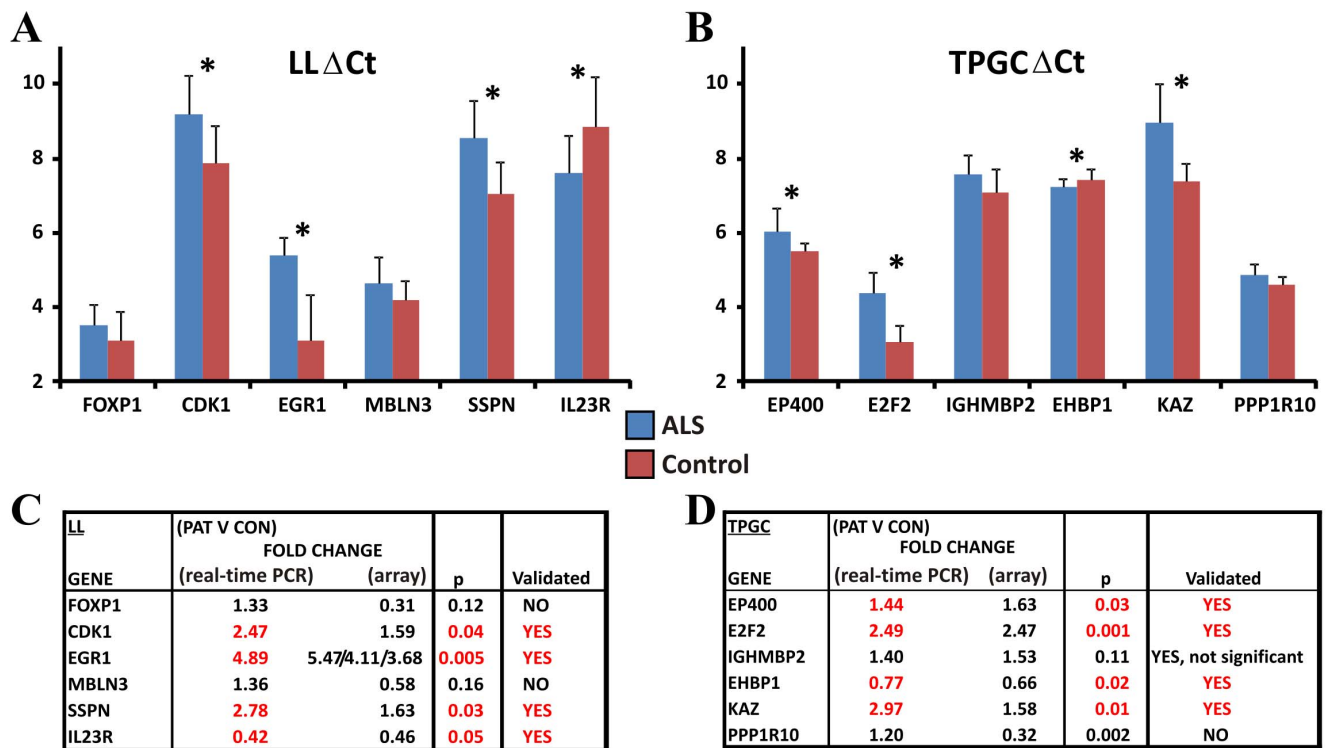 A
LL ΔCt
*
*
*
*
10
8
6
4
2
FOXP1 CDK1 EGR1 MBLN3 SSPN IL23R
B
TPGC ΔCt
*
*
*
*
10
8
6
4
2
EP400 E2F2 IGHMBP2 EHBP1 KAZ PPP1R10
ALS
Control
C
LL (PAT V CON)
FOLD CHANGE
GENE (real-time PCR) (array) p Validated
FOXP1 1.33 0.31 0.12 NO
CDK1 2.47 1.59 0.04 YES
EGR1 4.89 5.47/4.11/3.68 0.005 YES
MBLN3 1.36 0.58 0.16 NO
SSPN 2.78 1.63 0.03 YES
IL23R 0.42 0.46 0.05 YES
D
TPGC (PAT V CON)
FOLD CHANGE
GENE (real-time PCR) (array) p Validated
EP400 1.44 1.63 0.03 YES
E2F2 2.49 2.47 0.001 YES
IGHMBP2 1.40 1.53 0.11 YES, not significant
EHBP1 0.77 0.66 0.02 YES
KAZ 2.97 1.58 0.01 YES
PPP1R10 1.20 0.32 0.002 NO